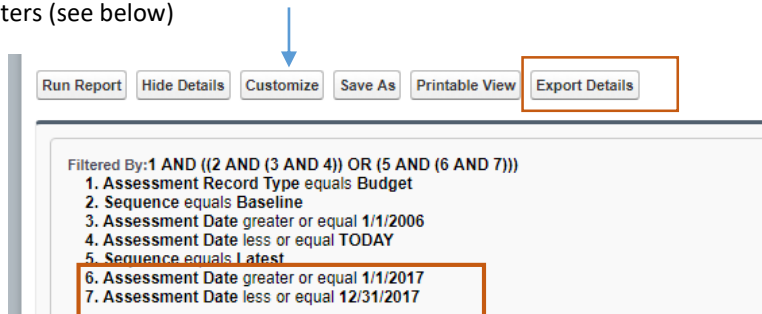 ters (see below)
Run Report Hide Details Customize Save As Printable View Export Details
Filtered By:1 AND ((2 AND (3 AND 4)) OR (5 AND (6 AND 7)))
1. Assessment Record Type equals Budget
2. Sequence equals Baseline
3. Assessment Date greater or equal 1/1/2006
4. Assessment Date less or equal TODAY
5. Sequence equals Latest
6. Assessment Date greater or equal 1/1/2017
7. Assessment Date less or equal 12/31/2017